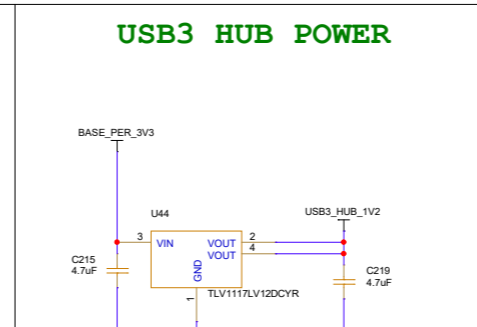 USB3 HUB POWER
BASE_PER_3V3
U44
USB3_HUB_1V2
3
VIN
VOUT
2
VOUT
4
GND
C215
4.7uF
C219
4.7uF
TLV1117LV12DCYR
1